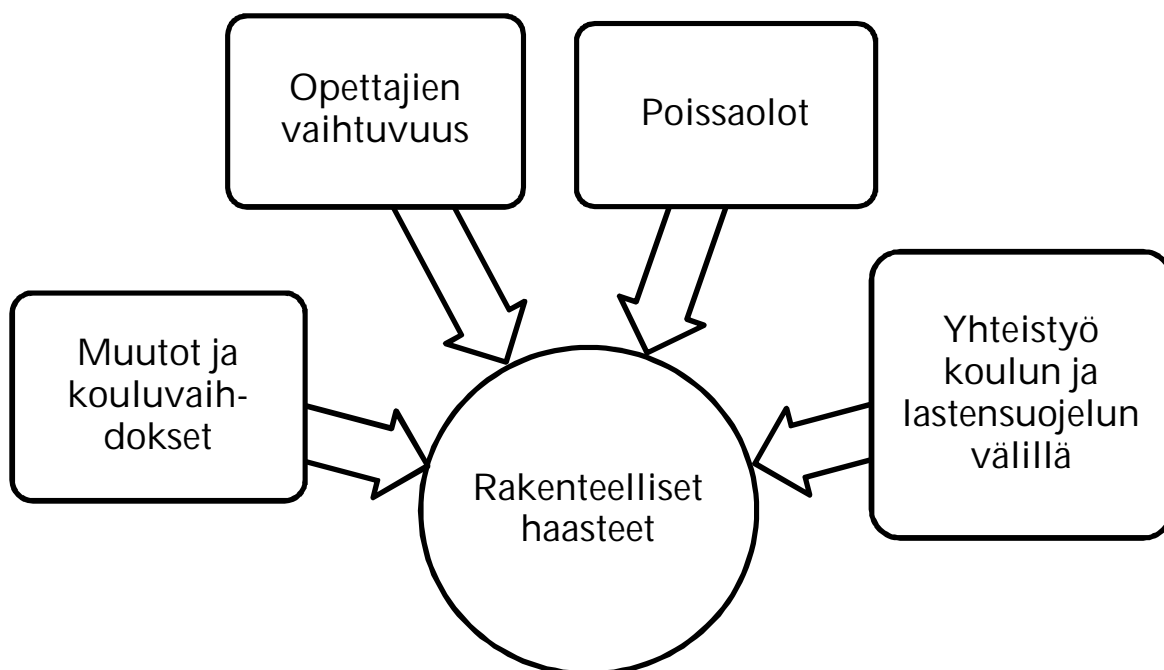 Opettajien
vaihtuvuus
Poissaolot
Muutot ja
kouluvaih-
dokset
Yhteistyö
koulun ja
lastensuojelun
välillä
Rakenteelliset
haasteet